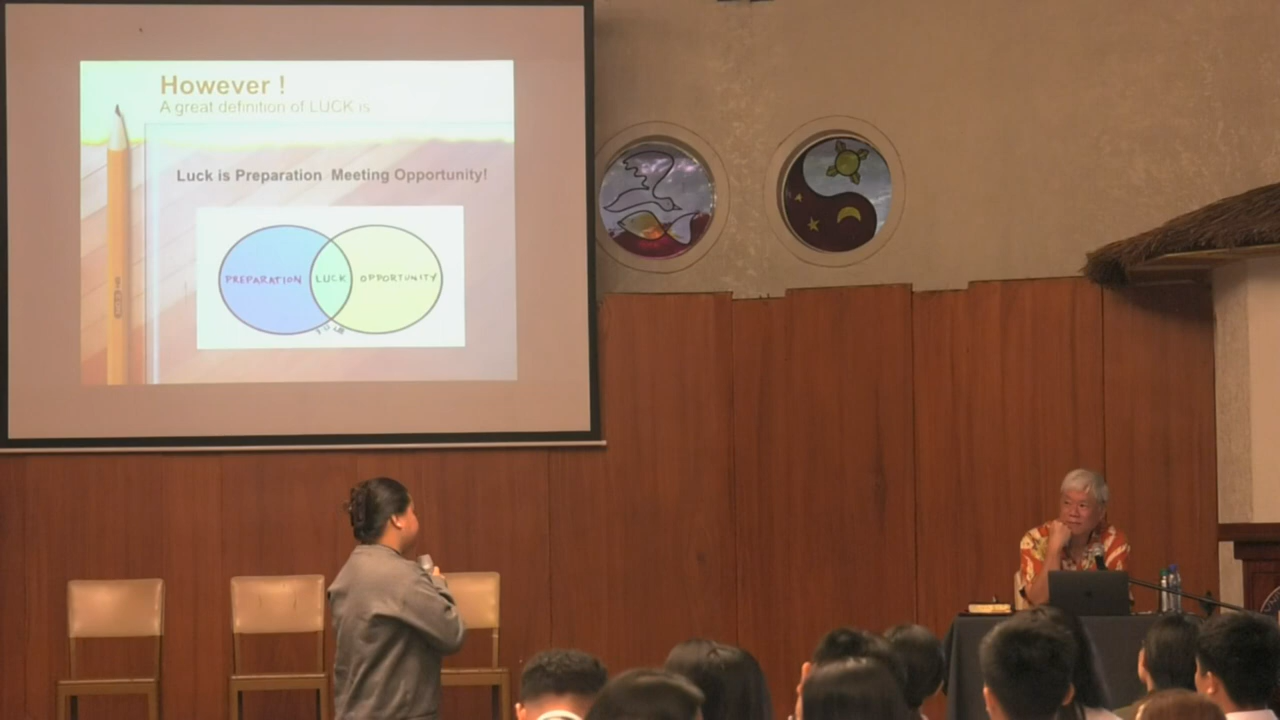 However !
A great definition of LUCK is
Luck is Preparation Meeting Opportunity!
PREPARATION LUCK OPPORTUNITY